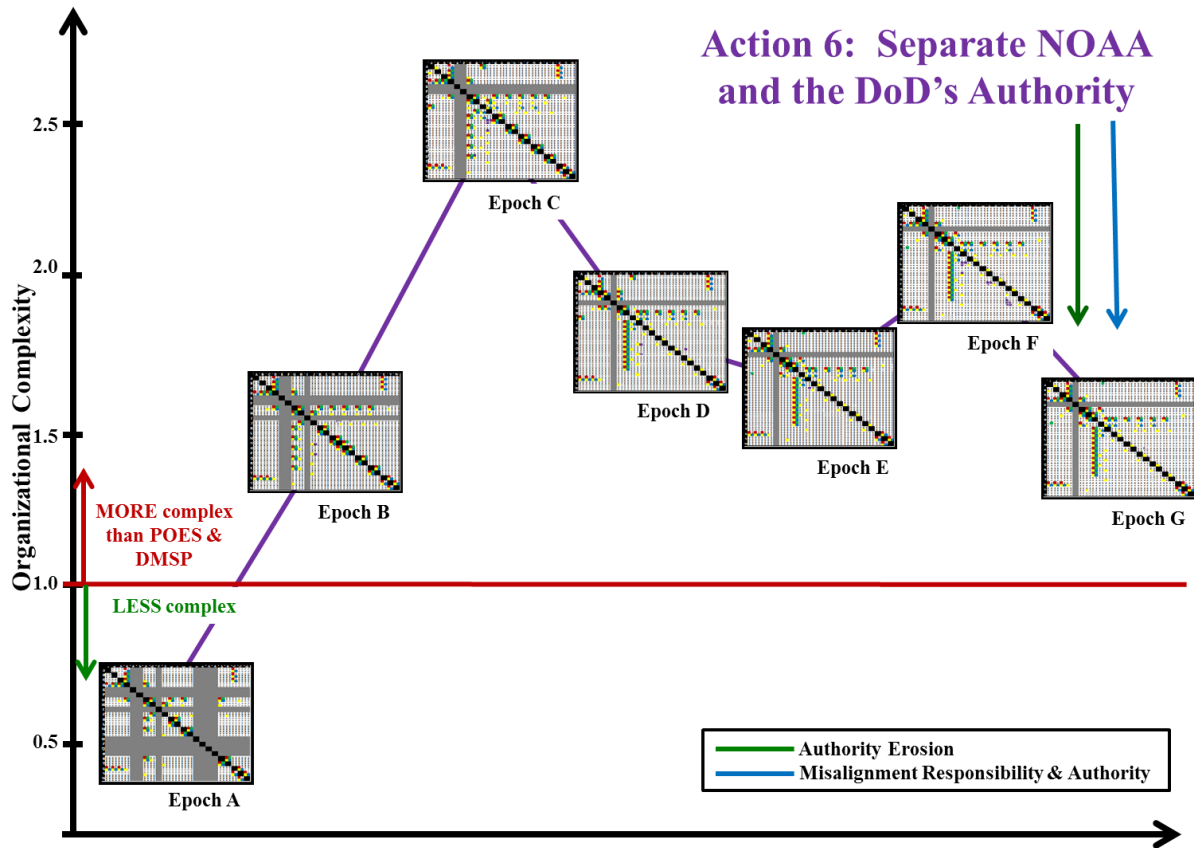 Action 6: Separate NOAA
and the DoD's Authority
Organizational Complexity
2.5
2.0
1.5
1.0
0.5
Epoch C
Epoch F
Epoch D
Epoch E
Epoch B
Epoch G
MORE complex
than POES &
DMSP
LESS complex
Epoch A
Authority Erosion
Misalignment Responsibility & Authority